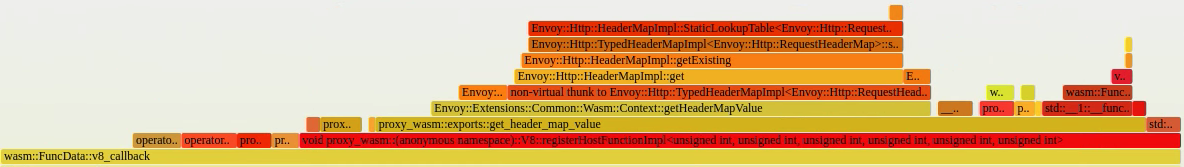 Envoy::Http::HeaderMapImpl::StaticLookupTable<Envoy::Http::Request..
Envoy::Http::TypedHeaderMapImpl<Envoy::Http::RequestHeaderMap>::s..
Envoy::Http::HeaderMapImpl::getExisting
Envoy::Http::HeaderMapImpl::get E.. v..
Envoy:.. non-virtual thunk to Envoy::Http::TypedHeaderMapImpl<Envoy::Http::RequestHead.. w.. wasm::Func..
Envoy::Extensions::Common::Wasm::Context::getHeaderMapValue __.. pro.. p.. std::__1::__func..
prox.. proxy_wasm::exports::get_header_map_value std:..
operato.. operator.. pro.. pr.. void proxy_wasm::(anonymous namespace)::V8::registerHostFunctionImpl<unsigned int, unsigned int, unsigned int, unsigned int, unsigned int, unsigned int>
wasm::FuncData::v8_callback